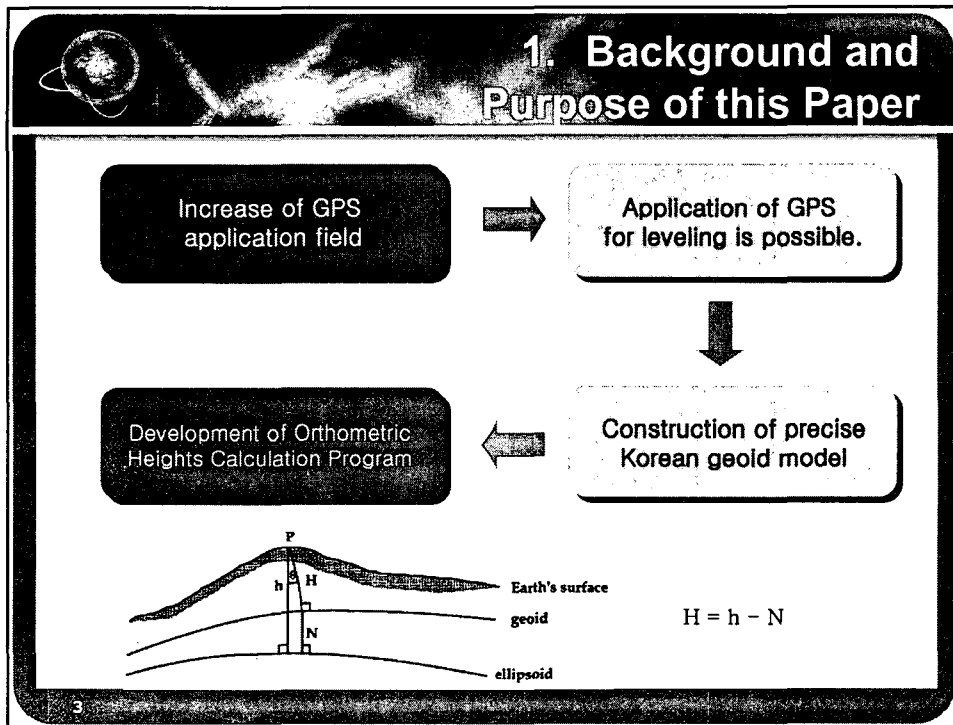 1. Background and
Purpose of this Paper
Increase of GPS
application field
Application of GPS
for leveling is possible.
Construction of precise
Korean geoid model
Development of Orthometric
Heights Calculation Program
P
h
θ
H
N
Earth's surface
geoid
ellipsoid
H = h − N
3